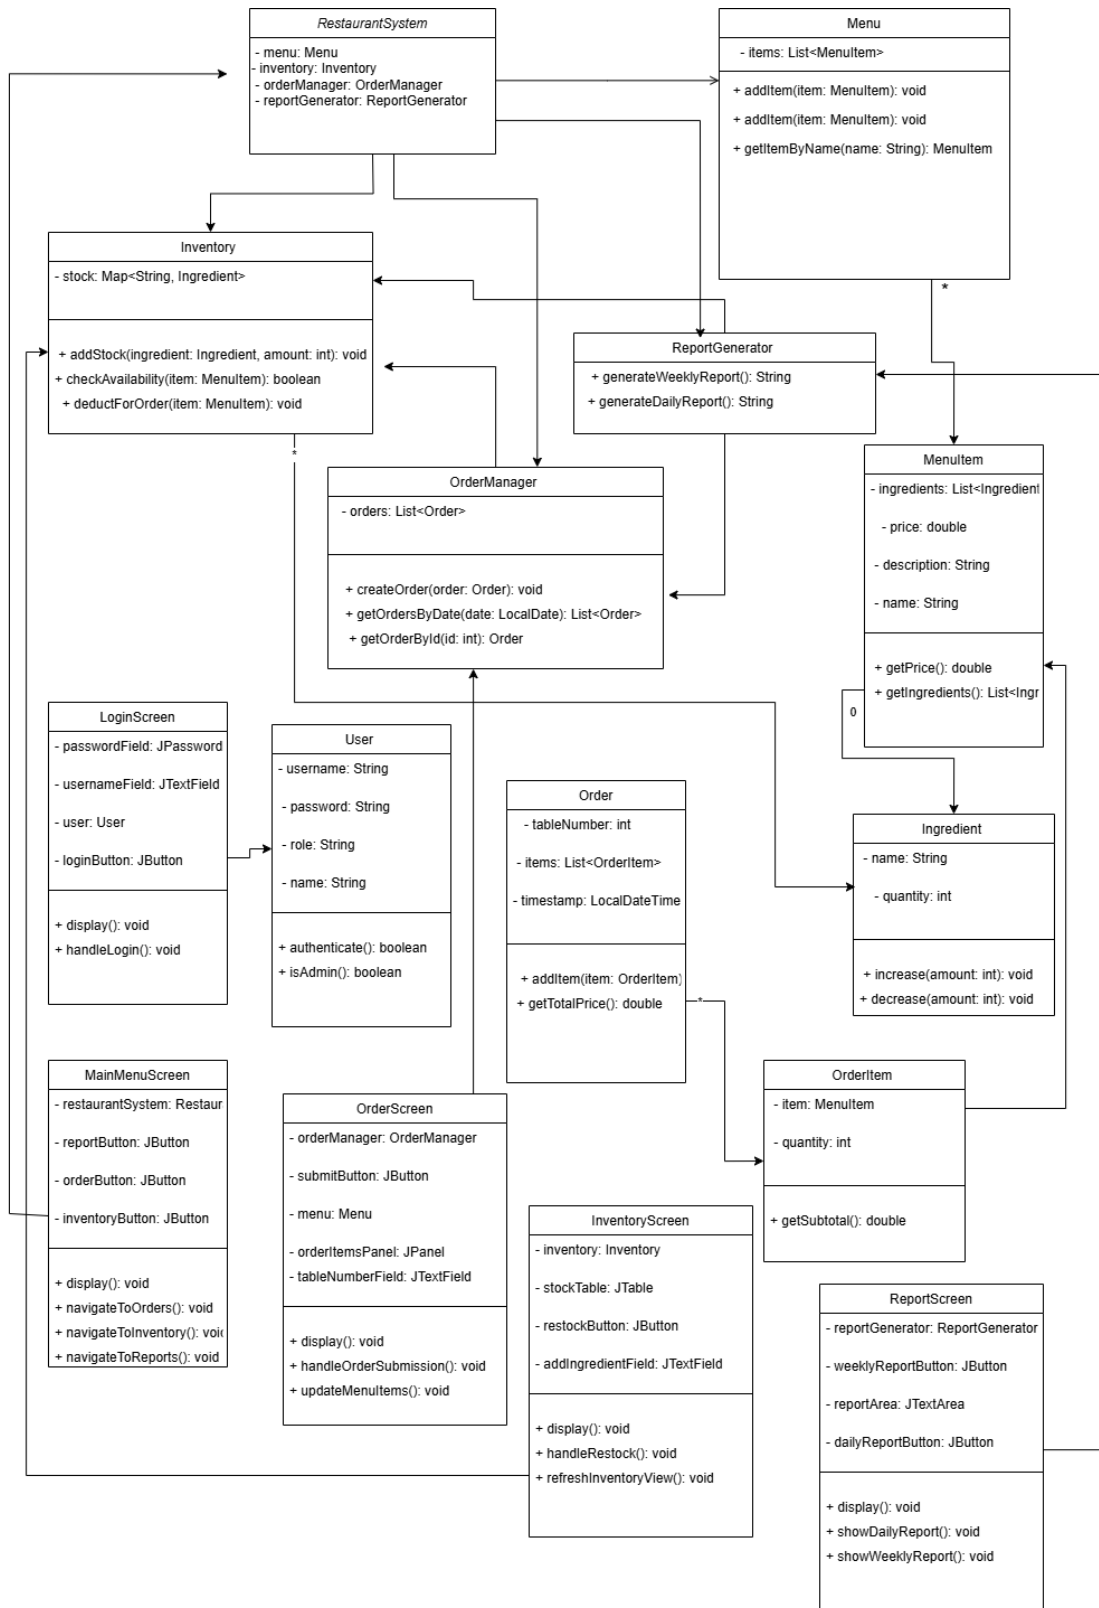 RestaurantSystem
- menu: Menu
- inventory: Inventory
- orderManager: OrderManager
- reportGenerator: ReportGenerator
Menu
- items: List<MenuItem>
+ addItem(item: MenuItem): void
+ addItem(item: MenuItem): void
+ getItemByName(name: String): MenuItem
*
Inventory
- stock: Map<String, Ingredient>
+ addStock(ingredient: Ingredient, amount: int): void
+ checkAvailability(item: MenuItem): boolean
+ deductForOrder(item: MenuItem): void
*
ReportGenerator
+ generateWeeklyReport(): String
+ generateDailyReport(): String
OrderManager
- orders: List<Order>
+ createOrder(order: Order): void
+ getOrdersByDate(date: LocalDate): List<Order>
+ getOrderById(id: int): Order
MenuItem
- ingredients: List<Ingredient
- price: double
- description: String
- name: String
+ getPrice(): double
+ getIngredients(): List<Ingr
0
LoginScreen
- passwordField: JPassword
- usernameField: JTextField
- user: User
- loginButton: JButton
+ display(): void
+ handleLogin(): void
User
- username: String
- password: String
- role: String
- name: String
+ authenticate(): boolean
+ isAdmin(): boolean
Order
- tableNumber: int
- items: List<OrderItem>
- timestamp: LocalDateTime
+ addItem(item: OrderItem)
+ getTotalPrice(): double
*
Ingredient
- name: String
- quantity: int
+ increase(amount: int): void
+ decrease(amount: int): void
MainMenuScreen
- restaurantSystem: Restaur
- reportButton: JButton
- orderButton: JButton
- inventoryButton: JButton
+ display(): void
+ navigateToOrders(): void
+ navigateToInventory(): void
+ navigateToReports(): void
OrderScreen
- orderManager: OrderManager
- submitButton: JButton
- menu: Menu
- orderItemsPanel: JPanel
- tableNumberField: JTextField
+ display(): void
+ handleOrderSubmission(): void
+ updateMenuItems(): void
OrderItem
- item: MenuItem
- quantity: int
+ getSubtotal(): double
InventoryScreen
- inventory: Inventory
- stockTable: JTable
- restockButton: JButton
- addIngredientField: JTextField
+ display(): void
+ handleRestock(): void
+ refreshInventoryView(): void
ReportScreen
- reportGenerator: ReportGenerator
- weeklyReportButton: JButton
- reportArea: JTextArea
- dailyReportButton: JButton
+ display(): void
+ showDailyReport(): void
+ showWeeklyReport(): void